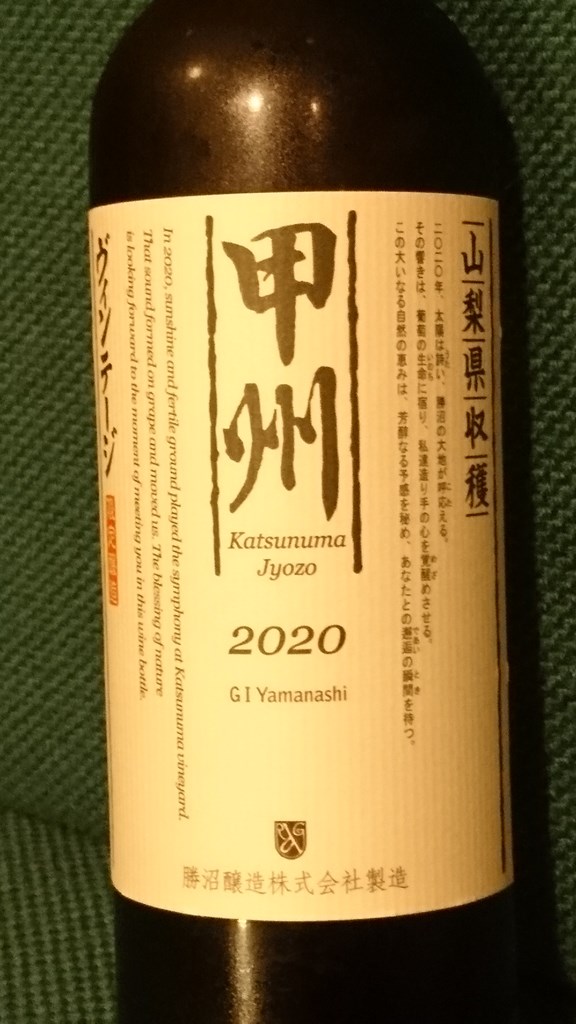 山梨県収穫
二〇二〇年、太陽は詩い、勝沼の大地が呼応える。
その響きは、葡萄の生命に宿り、私達造り手の心を覚醒めさせる。
この大いなる自然の恵みは、芳醇なる予感を秘め、あなたとの邂逅の瞬間を待つ。
甲州
Katsunuma
Jyozo
2020
GI Yamanashi
In 2020, sunshine and fertile ground played the symphony at Katsunuma vineyard.
That sound formed on grape and moved us. The blessing of nature
is looking forward to the moment of meeting you in this wine bottle.
ヴィンテージ
勝沼醸造株式会社製造